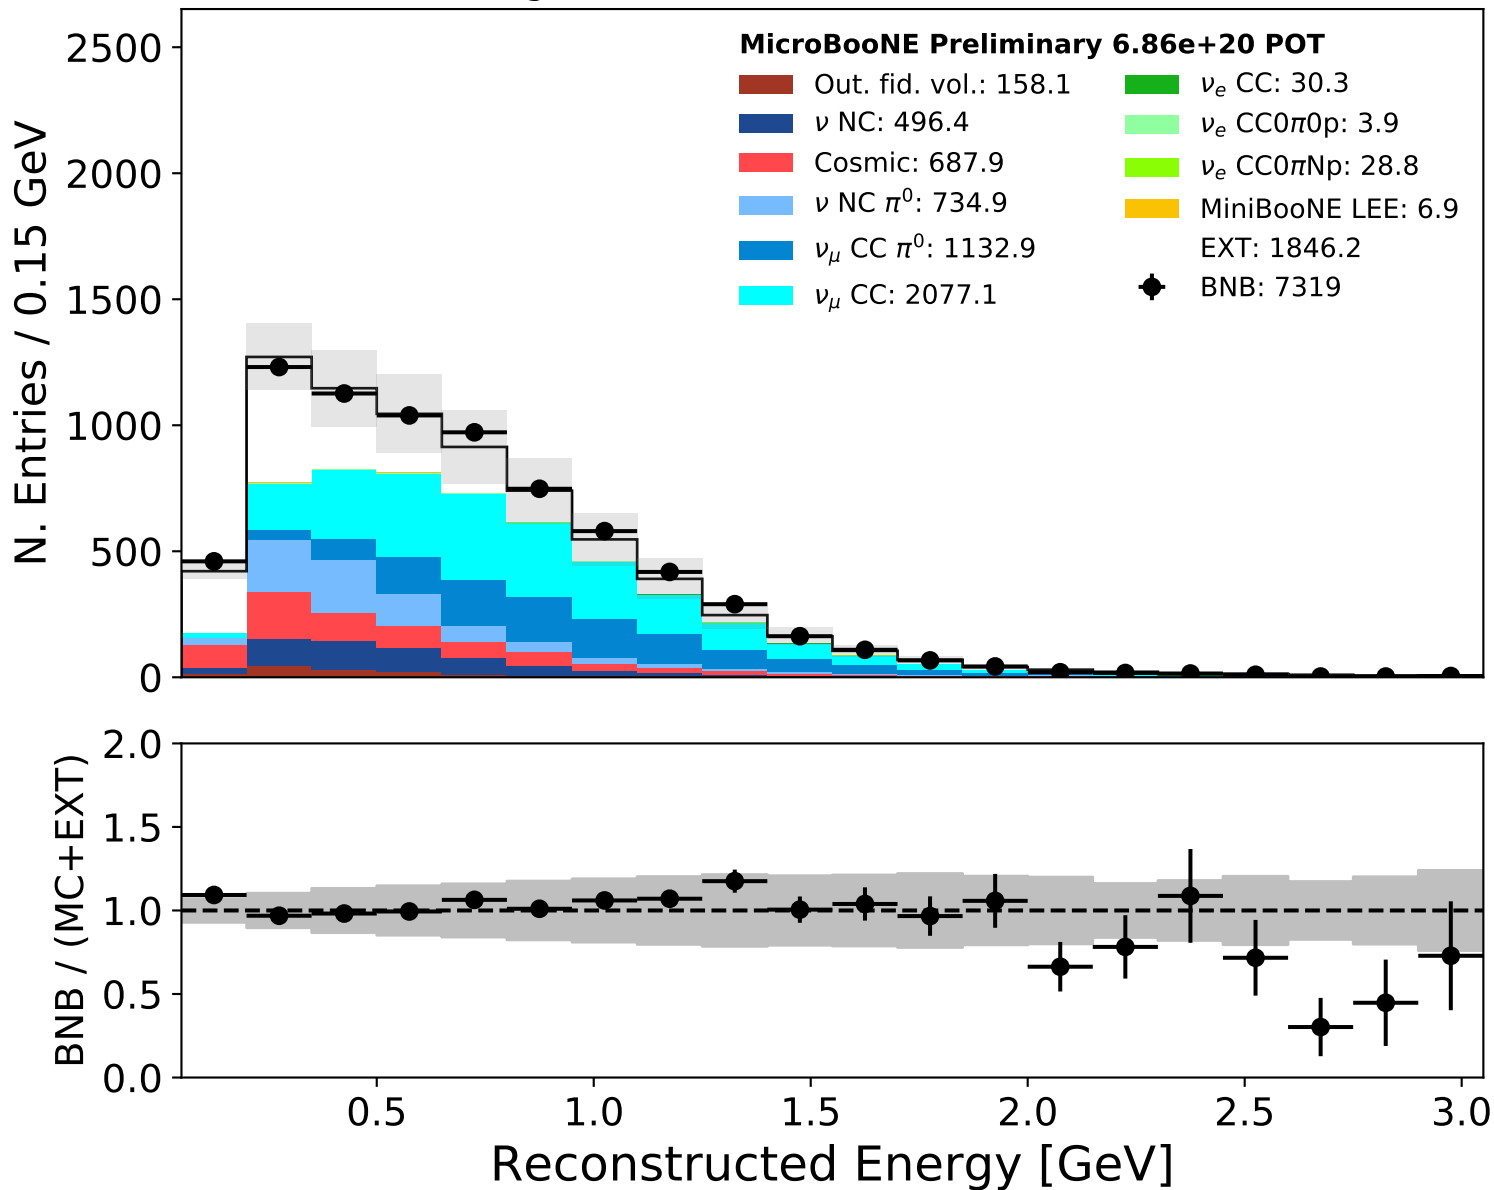 MicroBooNE Preliminary 6.86e+20 POT
Out. fid. vol.: 158.1
ν NC: 496.4
Cosmic: 687.9
ν NC π⁰: 734.9
ν_μ CC π⁰: 1132.9
ν_μ CC: 2077.1
ν_e CC: 30.3
ν_e CC0π0p: 3.9
ν_e CC0πNp: 28.8
MiniBooNE LEE: 6.9
EXT: 1846.2
BNB: 7319
N. Entries / 0.15 GeV
2500
2000
1500
1000
500
0
BNB / (MC+EXT)
2.0
1.5
1.0
0.5
0.0
0.5 1.0 1.5 2.0 2.5 3.0
Reconstructed Energy [GeV]